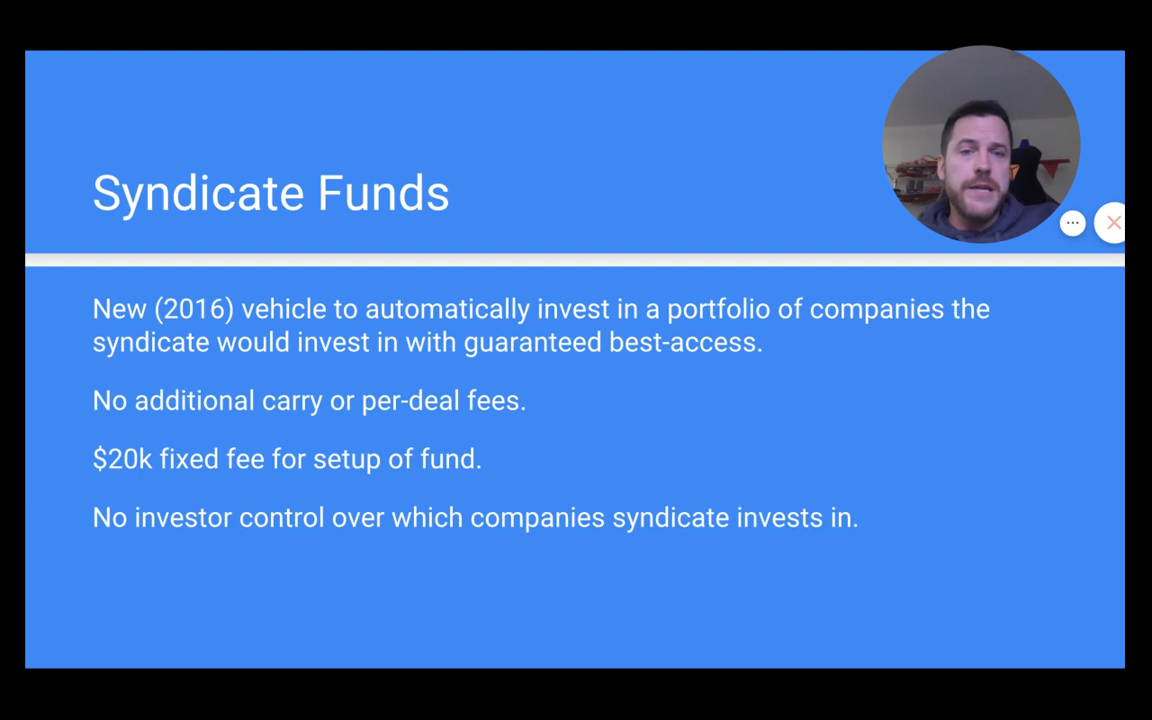 Syndicate Funds
New (2016) vehicle to automatically invest in a portfolio of companies the
syndicate would invest in with guaranteed best-access.
No additional carry or per-deal fees.
$20k fixed fee for setup of fund.
No investor control over which companies syndicate invests in.